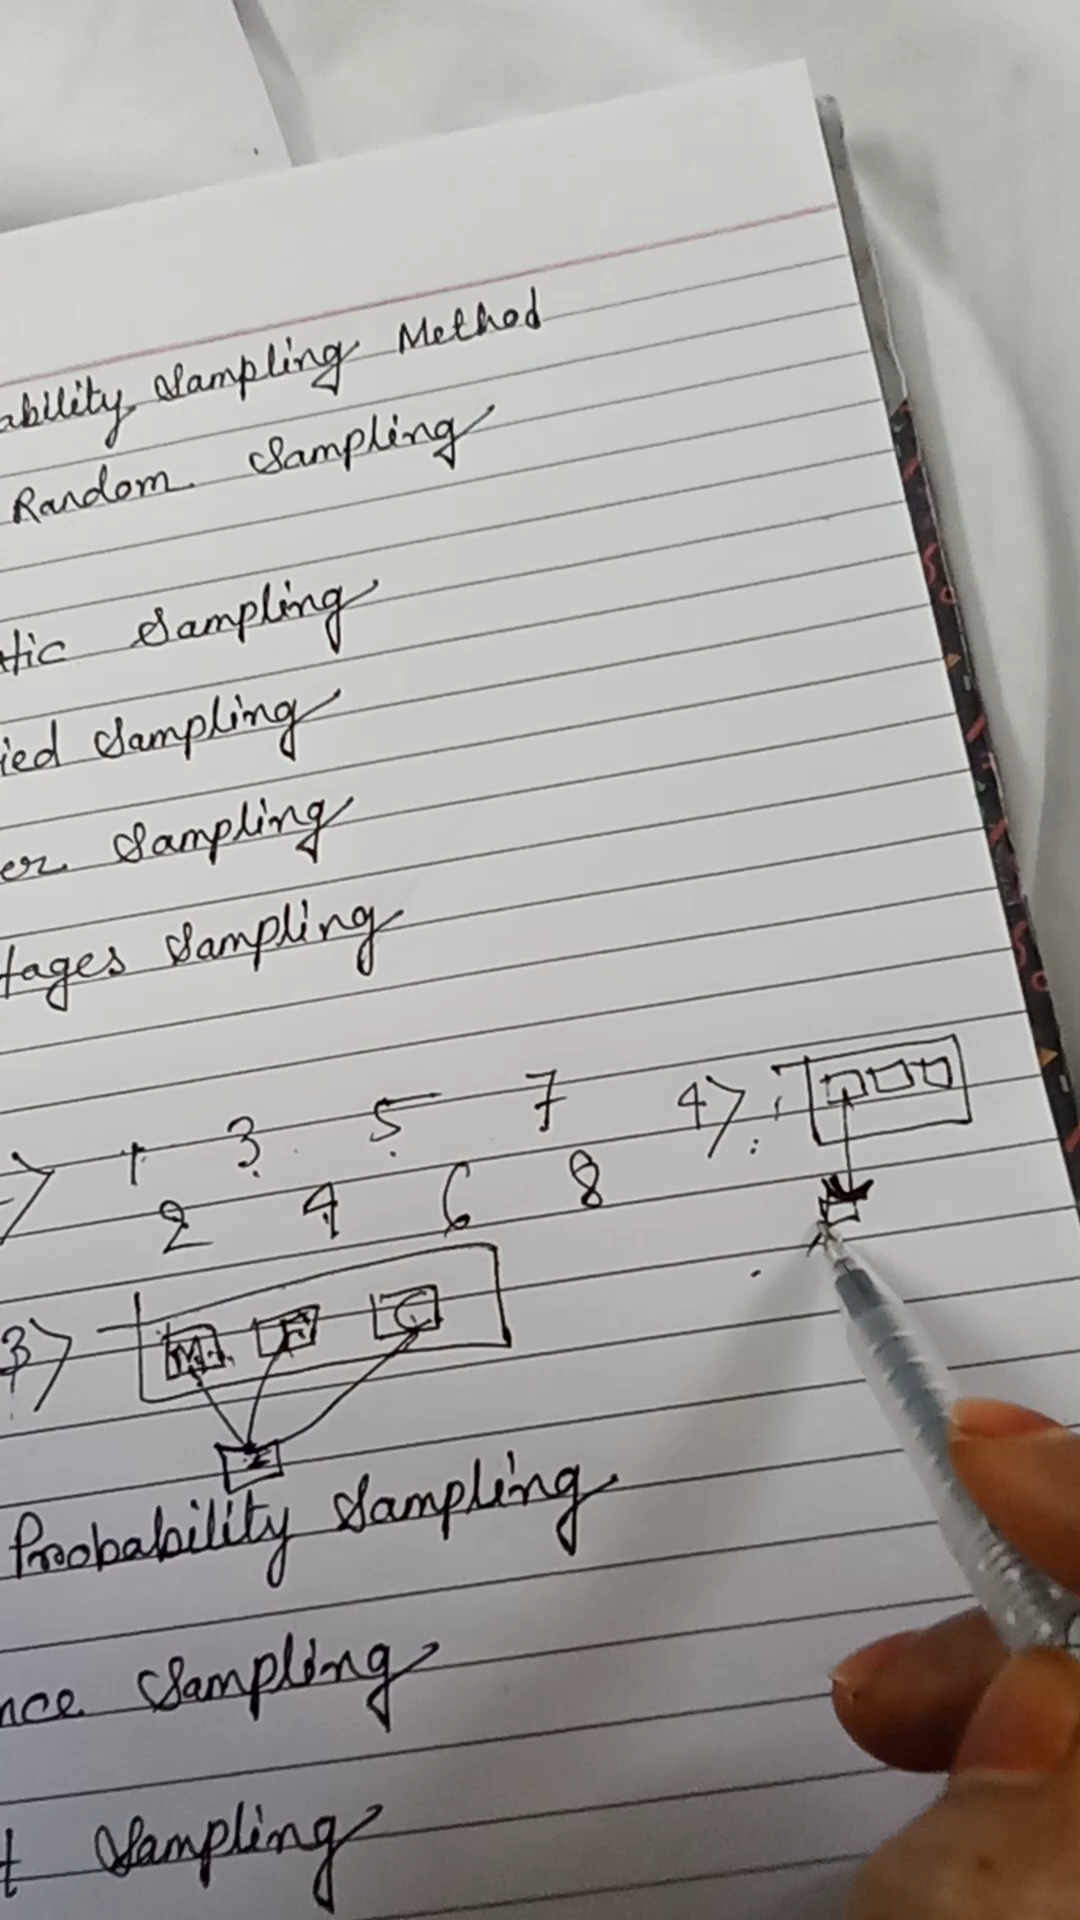 ability Sampling Method
Random Sampling
tic Sampling
ied Sampling
er Sampling
tages Sampling
1 3 5 7 4)
2 4 6 8
3) M F C
Probability Sampling
nce Sampling
t Sampling